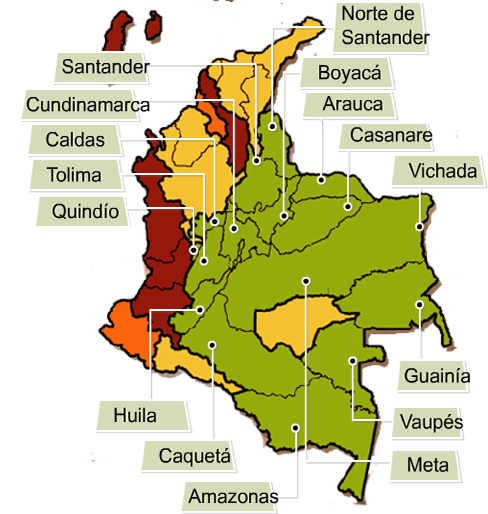 Norte de
Santander
Santander
Boyacá
Cundinamarca
Arauca
Caldas
Casanare
Tolima
Vichada
Quindío
Guainía
Huila
Vaupés
Caquetá
Meta
Amazonas